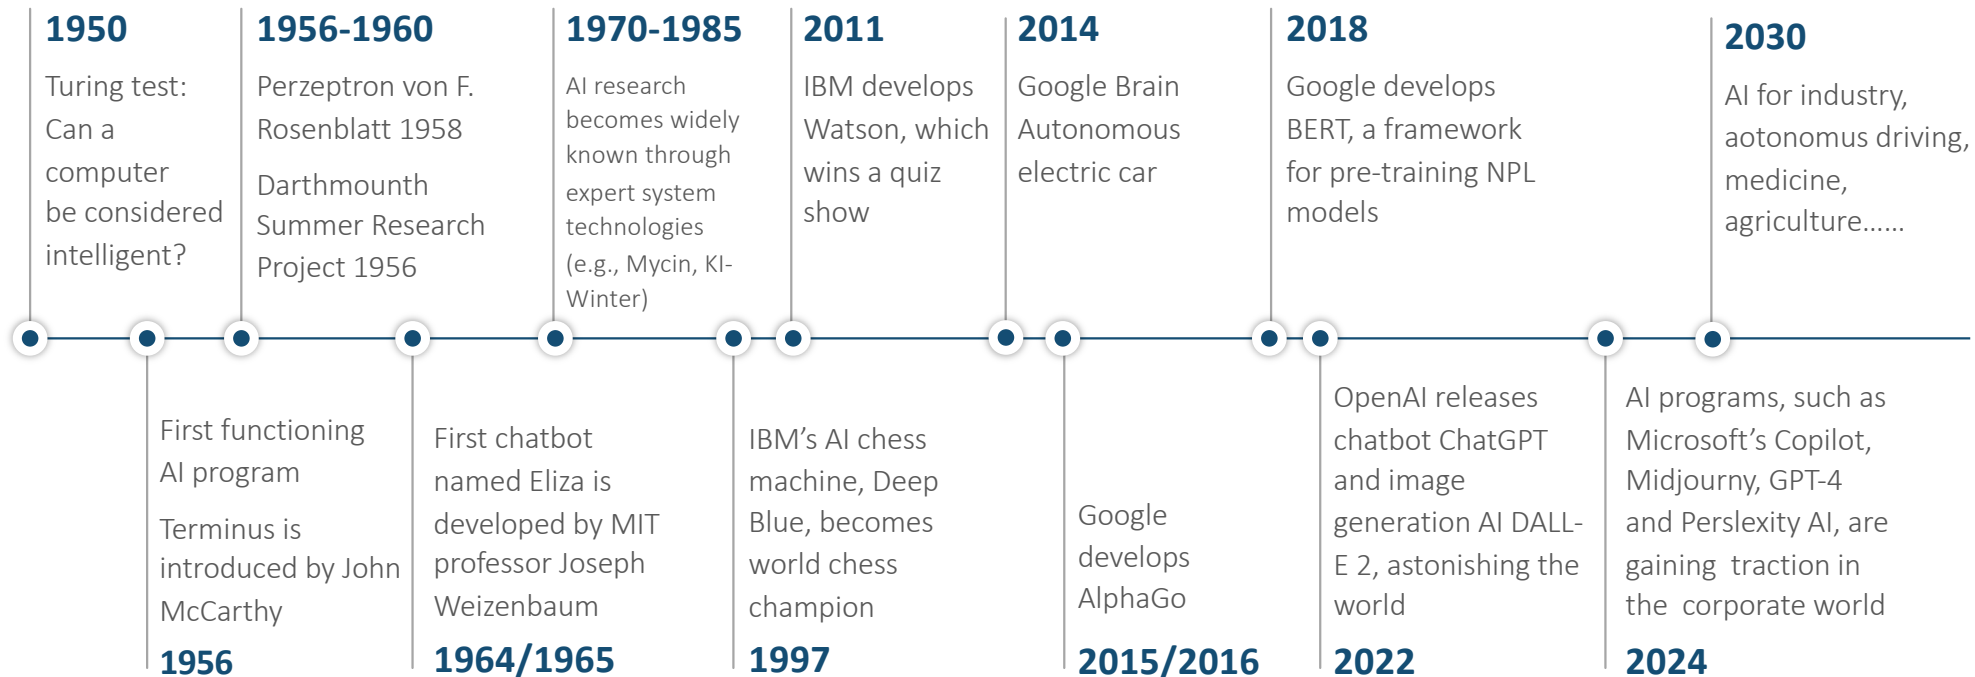 1950
Turing test:
Can a
computer
be considered
intelligent?
1956-1960
Perzeptron von F.
Rosenblatt 1958
Darthmounth
Summer Research
Project 1956
1970-1985
AI research
becomes widely
known through
expert system
technologies
(e.g., Mycin, KI-
Winter)
2011
IBM develops
Watson, which
wins a quiz
show
2014
Google Brain
Autonomous
electric car
2018
Google develops
BERT, a framework
for pre-training NPL
models
2030
AI for industry,
aotonomus driving,
medicine,
agriculture......
First functioning
AI program
Terminus is
introduced by John
McCarthy
1956
First chatbot
named Eliza is
developed by MIT
professor Joseph
Weizenbaum
1964/1965
IBM’s AI chess
machine, Deep
Blue, becomes
world chess
champion
1997
Google
develops
AlphaGo
2015/2016
OpenAI releases
chatbot ChatGPT
and image
generation AI DALL-
E 2, astonishing the
world
2022
AI programs, such as
Microsoft’s Copilot,
Midjourny, GPT-4
and Perslexity AI, are
gaining traction in
the corporate world
2024